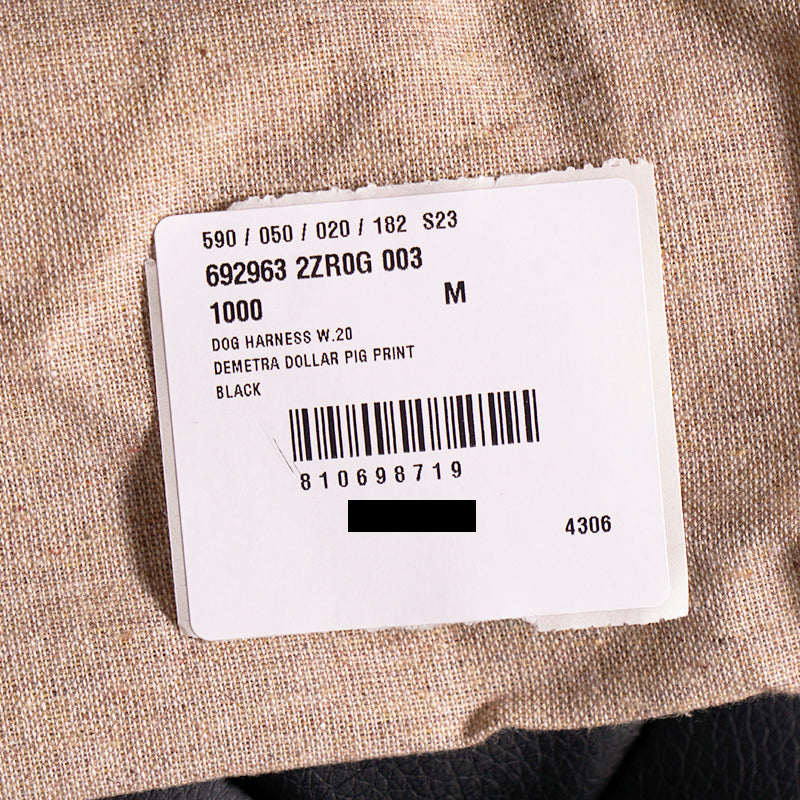 590 / 050 / 020 / 182 S23
692963 2ZR0G 003
1000 M
DOG HARNESS W.20
DEMETRA DOLLAR PIG PRINT
BLACK
810698719
4306